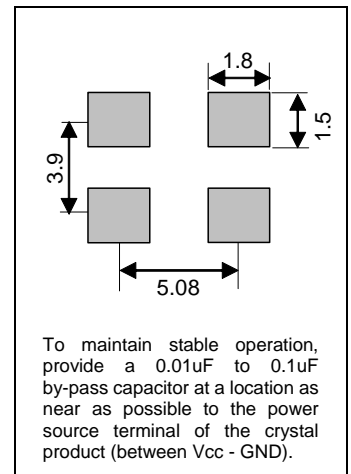 1.8
1.5
3.9
5.08
To maintain stable operation,
provide a 0.01uF to 0.1uF
by-pass capacitor at a location as
near as possible to the power
source terminal of the crystal
product (between Vcc - GND).